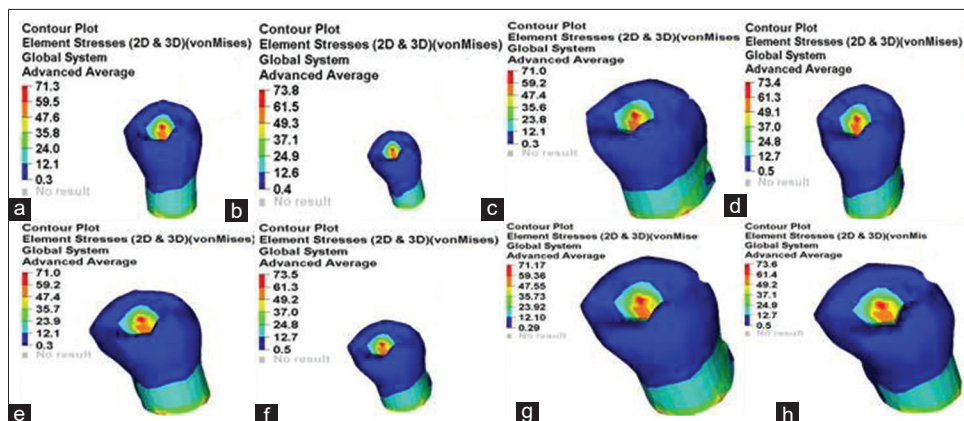 Contour Plot
Element Stresses (2D & 3D)(vonMises)
Global System
Advanced Average
71.3
59.5
47.6
35.8
24.0
12.1
0.3
No result
a
Contour Plot
Element Stresses (2D & 3D)(vonMises)
Global System
Advanced Average
73.8
61.5
49.3
37.1
24.9
12.6
0.4
No result
b
Contour Plot
Element Stresses (2D & 3D)(vonMises
Global System
Advanced Average
71.0
59.2
47.4
35.6
23.8
12.1
0.3
No result
c
Contour Plot
Element Stresses (2D & 3D)(vonMises)
Global System
Advanced Average
73.4
61.3
49.1
37.0
24.8
12.7
0.5
No result
d
Contour Plot
Element Stresses (2D & 3D)(vonMises)
Global System
Advanced Average
71.0
59.2
47.4
35.7
23.9
12.1
0.3
No result
e
Contour Plot
Element Stresses (2D & 3D)(vonMises)
Global System
Advanced Average
73.5
61.3
49.2
37.0
24.8
12.7
0.5
No result
f
Contour Plot
Element Stresses (2D & 3D)(vonMise
Global System
Advanced Average
71.17
59.36
47.55
35.73
23.92
12.10
0.29
No result
g
Contour Plot
Element Stresses (2D & 3D)(vonMis
Global System
Advanced Average
73.6
61.4
49.2
37.1
24.9
12.7
0.5
No result
h